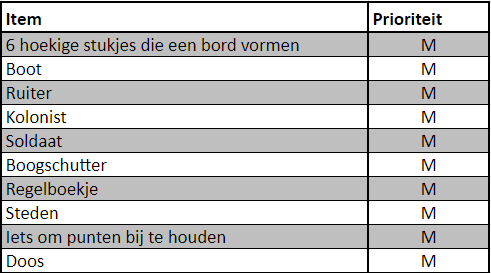 Item Prioriteit
6 hoekige stukjes die een bord vormen M
Boot M
Ruiter M
Kolonist M
Soldaat M
Boogschutter M
Regelboekje M
Steden M
Iets om punten bij te houden M
Doos M